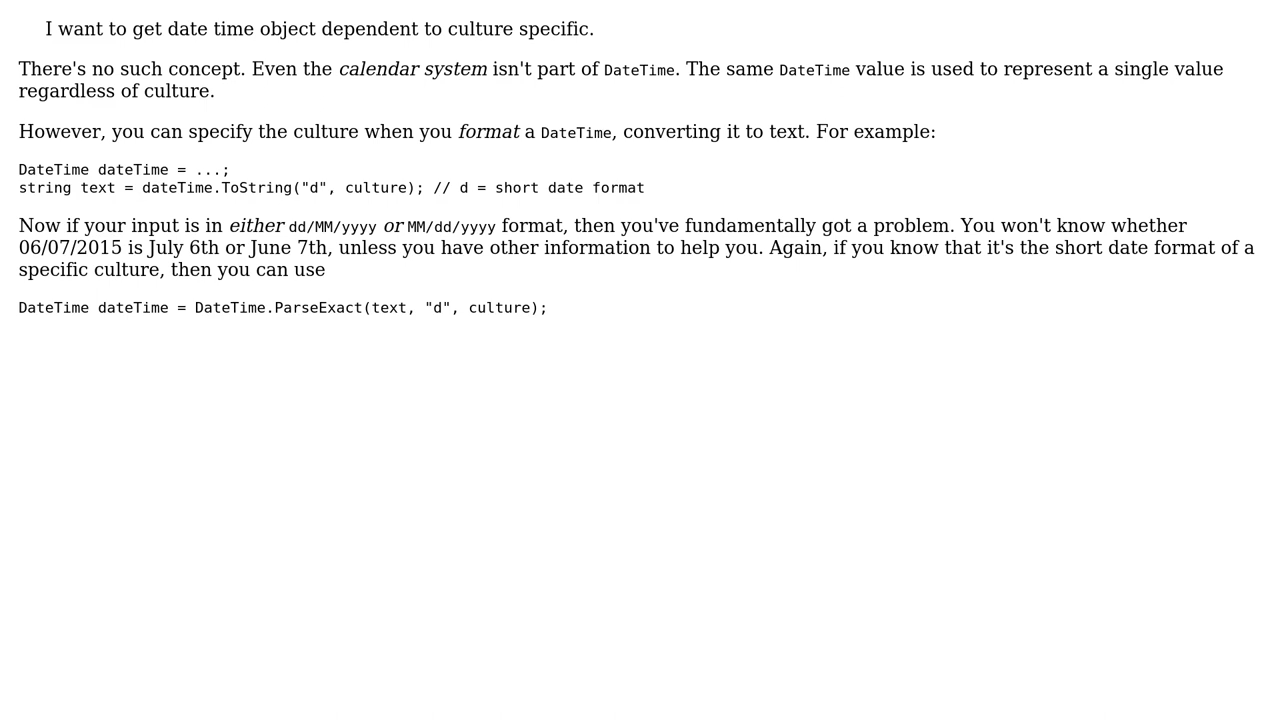 I want to get date time object dependent to culture specific.
There's no such concept. Even the calendar system isn't part of DateTime. The same DateTime value is used to represent a single value
regardless of culture.
However, you can specify the culture when you format a DateTime, converting it to text. For example:
DateTime dateTime = ...;
string text = dateTime.ToString("d", culture); // d = short date format
Now if your input is in either dd/MM/yyyy or MM/dd/yyyy format, then you've fundamentally got a problem. You won't know whether
06/07/2015 is July 6th or June 7th, unless you have other information to help you. Again, if you know that it's the short date format of a
specific culture, then you can use
DateTime dateTime = DateTime.ParseExact(text, "d", culture);